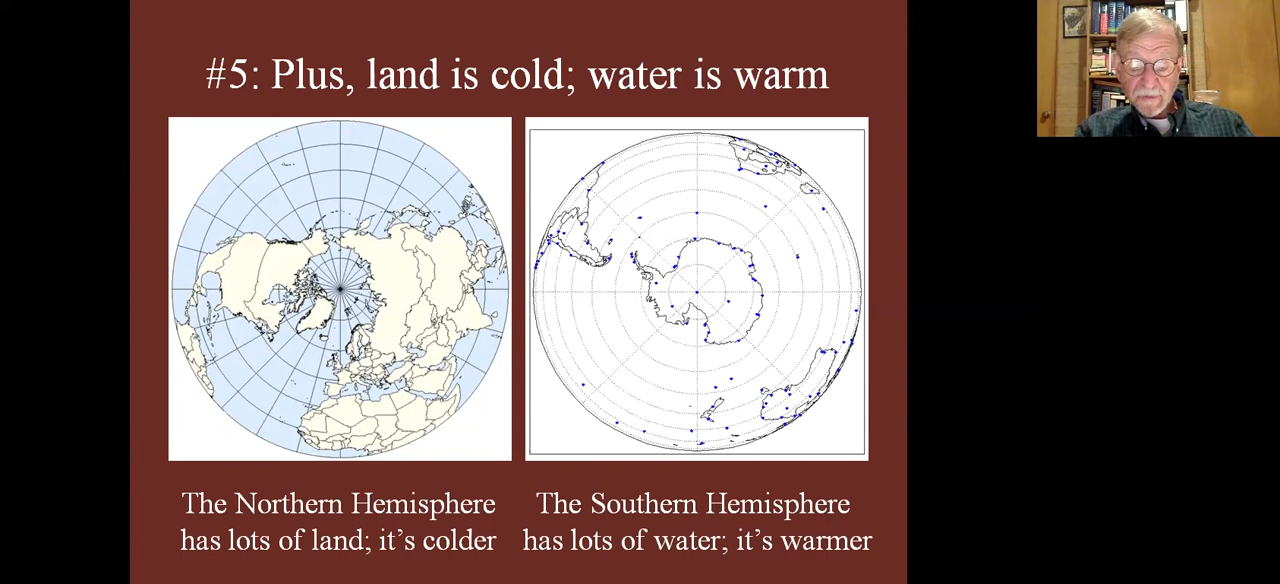 #5: Plus, land is cold; water is warm
The Northern Hemisphere
has lots of land; it’s colder
The Southern Hemisphere
has lots of water; it’s warmer